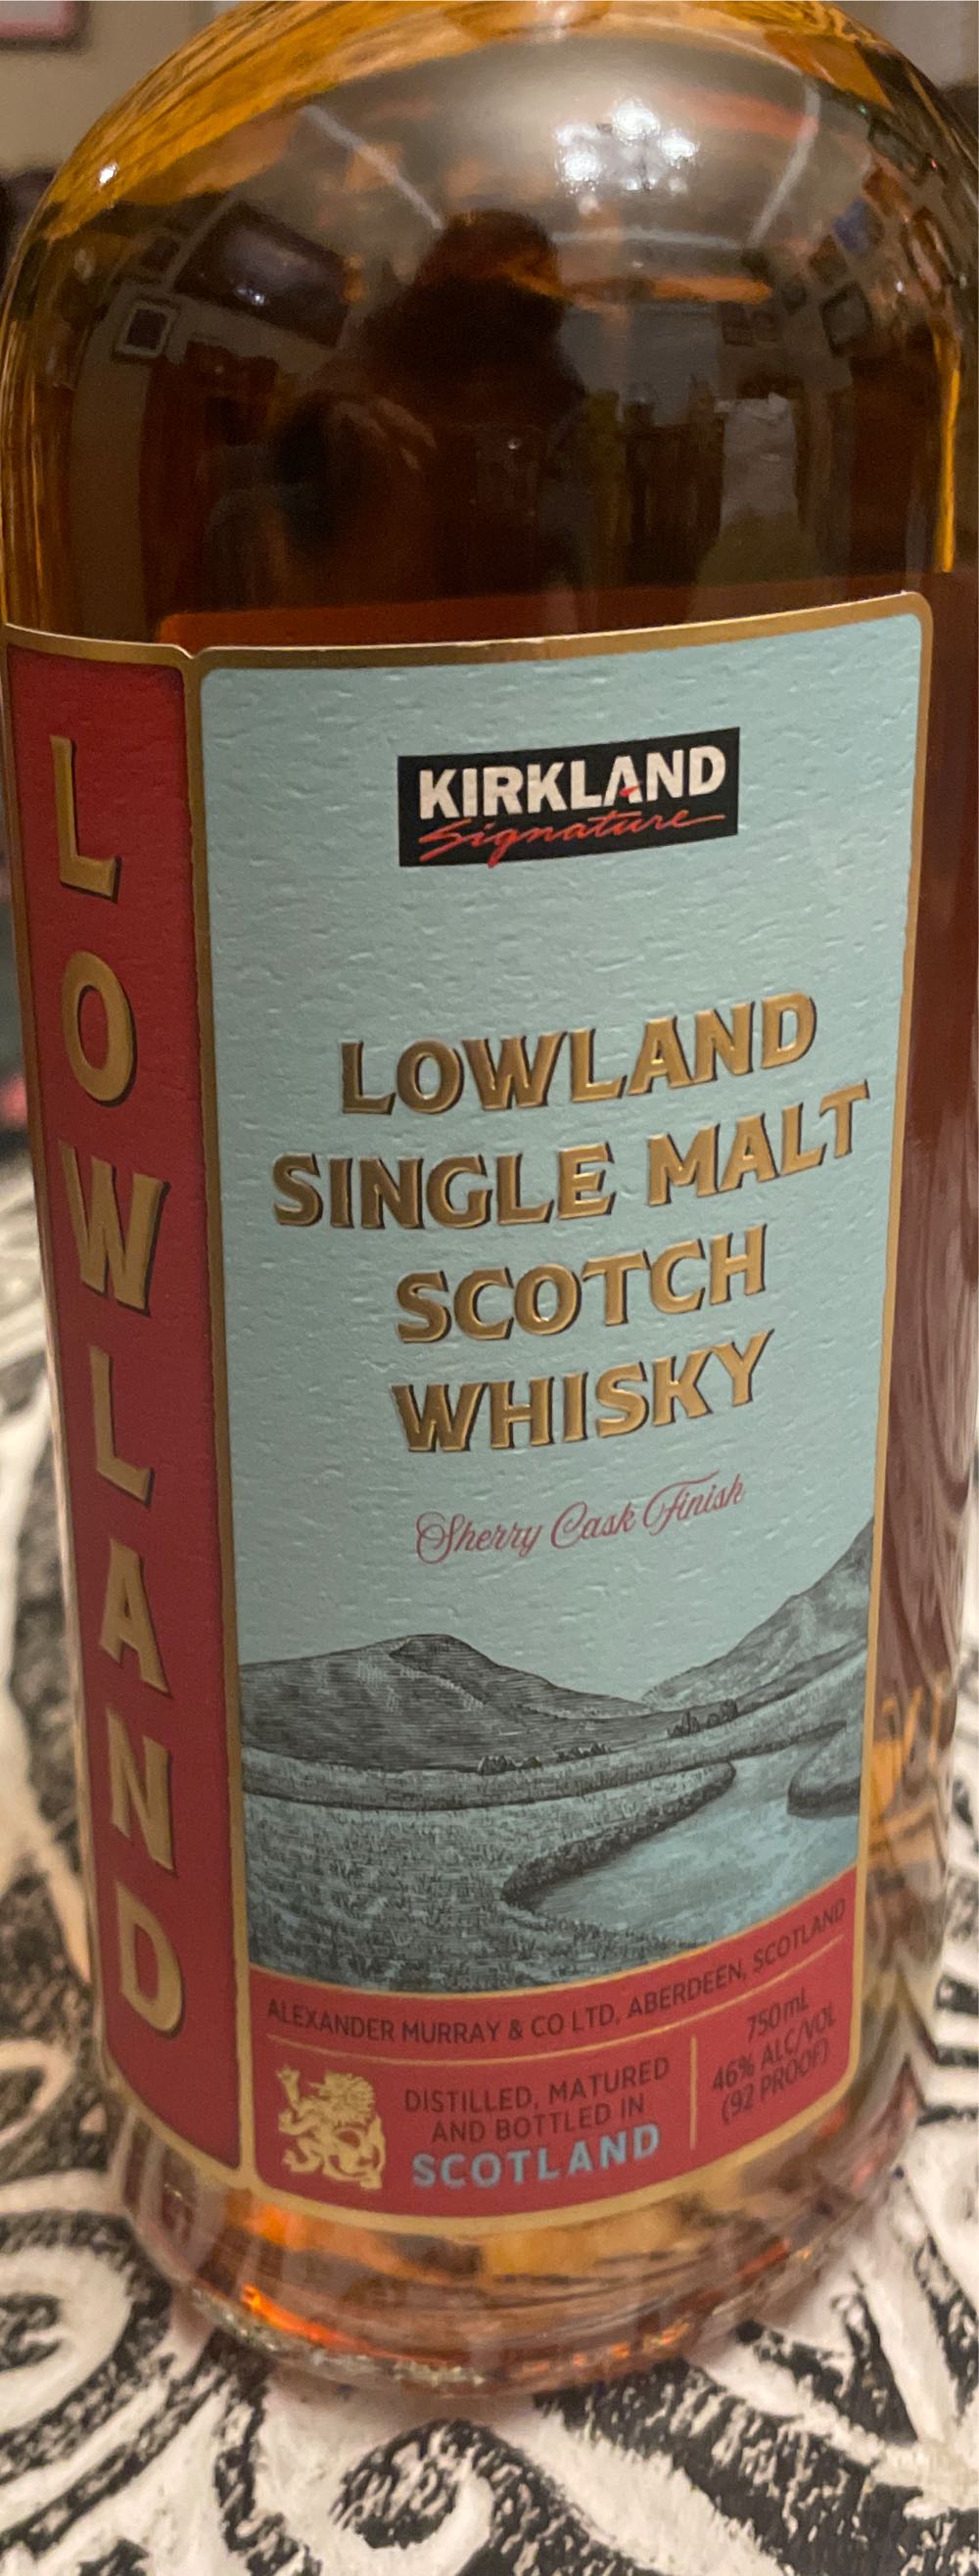 LOWLAND
KIRKLAND
Signature
LOWLAND
SINGLE MALT
SCOTCH
WHISKY
Sherry Cask Finish
ALEXANDER MURRAY & CO LTD, ABERDEEN, SCOTLAND
DISTILLED, MATURED
AND BOTTLED IN
SCOTLAND
750mL
46% ALC/VOL
(92 PROOF)